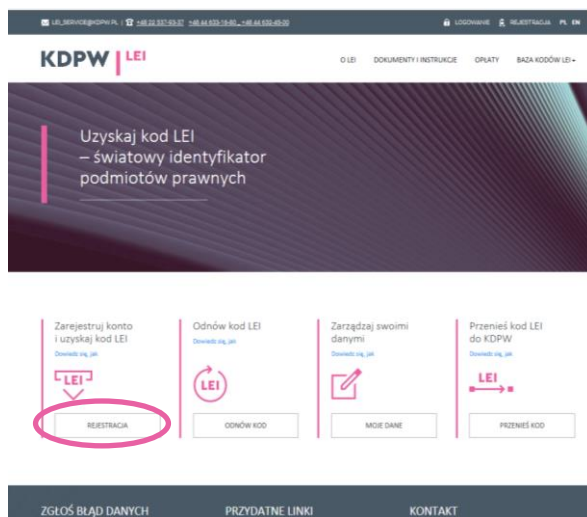 LEI_SERVICE@KDPW.PL |
LOGOWANIE REJESTRACJA PL EN
KDPW | LEI
O LEI DOKUMENTY I INSTRUKCJE OPŁATY BAZA KODÓW LEI
Uzyskaj kod LEI
– światowy identyfikator
podmiotów prawnych
Zarejestruj konto
i uzyskaj kod LEI
Dowiedz się, jak
LEI
REJESTRACJA
Odnów kod LEI
Dowiedz się, jak
LEI
ODNÓW KOD
Zarządzaj swoimi
danymi
Dowiedz się, jak
MOJE DANE
Przenieś kod LEI
do KDPW
Dowiedz się, jak
LEI
PRZENIEŚ KOD
ZGŁOŚ BŁĄD DANYCH PRZYDATNE LINKI KONTAKT